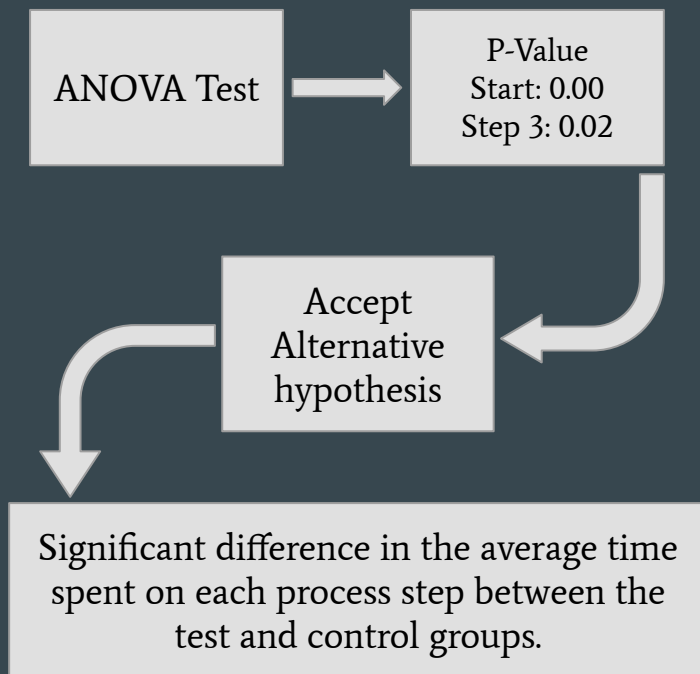 ANOVA Test
P-Value
Start: 0.00
Step 3: 0.02
Accept
Alternative
hypothesis
Significant difference in the average time
spent on each process step between the
test and control groups.